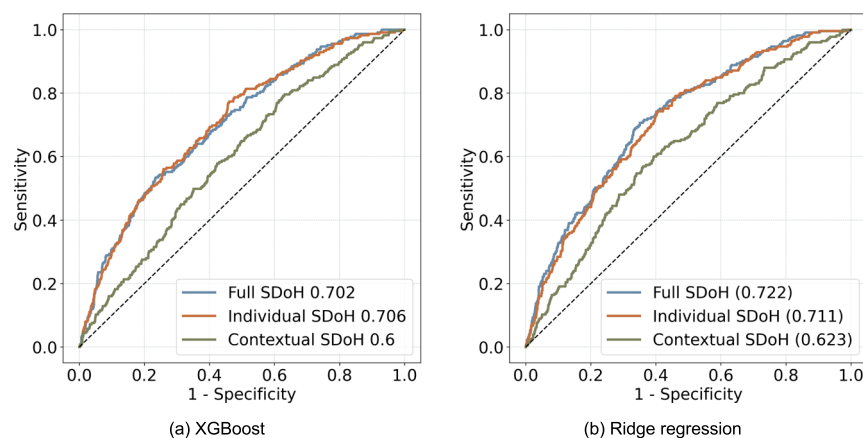 1.0
0.8
0.6
0.4
0.2
0.0
Sensitivity
Full SDoH 0.702
Individual SDoH 0.706
Contextual SDoH 0.6
0.0 0.2 0.4 0.6 0.8 1.0
1 - Specificity
(a) XGBoost
1.0
0.8
0.6
0.4
0.2
0.0
Sensitivity
Full SDoH (0.722)
Individual SDoH (0.711)
Contextual SDoH (0.623)
0.0 0.2 0.4 0.6 0.8 1.0
1 - Specificity
(b) Ridge regression